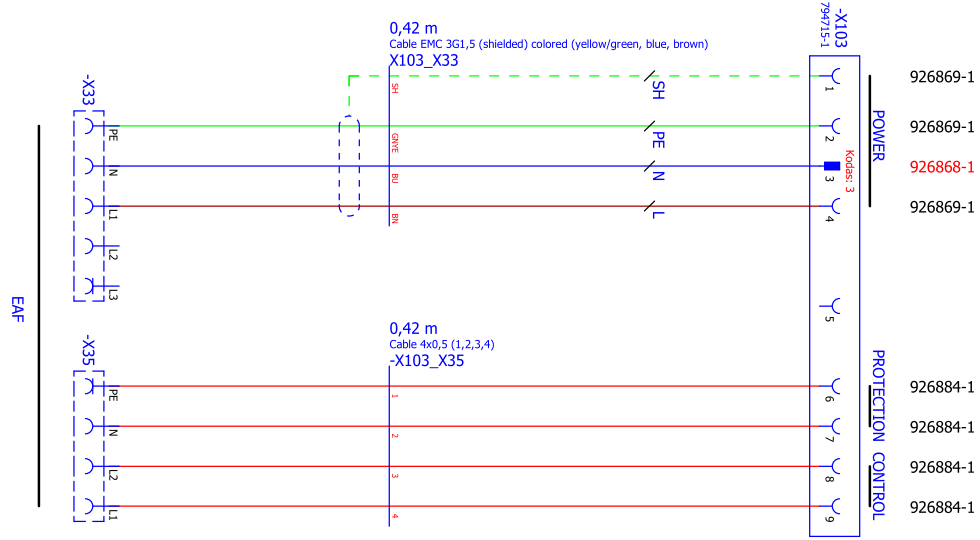 -X103
794715-1
0,42 m
Cable EMC 3G1,5 (shielded) colored (yellow/green, blue, brown)
X103_X33
SH
SH
1
926869-1
-X33
PE
GNYE
PE
2
926869-1
POWER
N
BU
N
3
Kodas: 3
926868-1
L1
BN
L
4
926869-1
L2
L3
5
EAF
0,42 m
Cable 4x0,5 (1,2,3,4)
-X103_X35
-X35
PE
1
6
926884-1
PROTECTION
N
2
7
926884-1
L2
3
8
926884-1
CONTROL
L1
4
9
926884-1